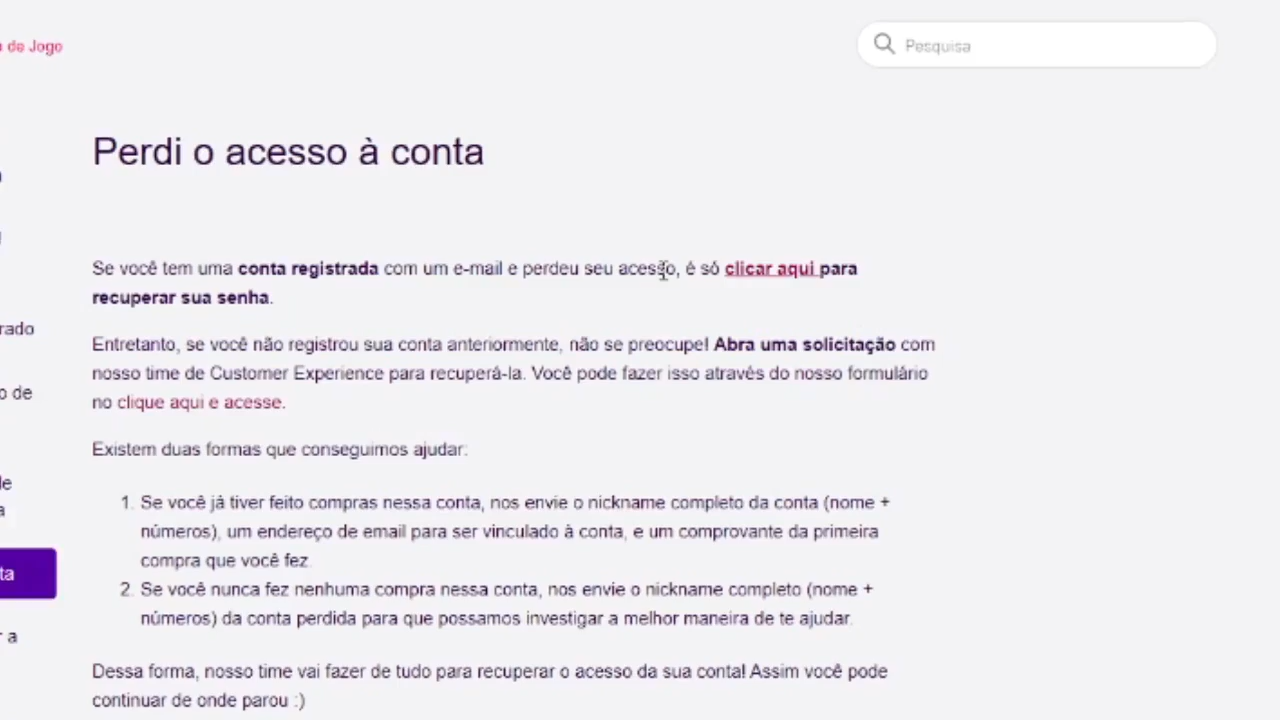 de Jogo
Pesquisa
Perdi o acesso à conta
Se você tem uma conta registrada com um e-mail e perdeu seu acesso, é só clicar aqui para
recuperar sua senha.
rado
Entretanto, se você não registrou sua conta anteriormente, não se preocupe! Abra uma solicitação com
nosso time de Customer Experience para recuperá-la. Você pode fazer isso através do nosso formulário
o de
no clique aqui e acesse.
Existem duas formas que conseguimos ajudar:
de
1. Se você já tiver feito compras nessa conta, nos envie o nickname completo da conta (nome +
a
números), um endereço de email para ser vinculado à conta, e um comprovante da primeira
compra que você fez.
ta
2. Se você nunca fez nenhuma compra nessa conta, nos envie o nickname completo (nome +
números) da conta perdida para que possamos investigar a melhor maneira de te ajudar.
r a
Dessa forma, nosso time vai fazer de tudo para recuperar o acesso da sua conta! Assim você pode
continuar de onde parou :)